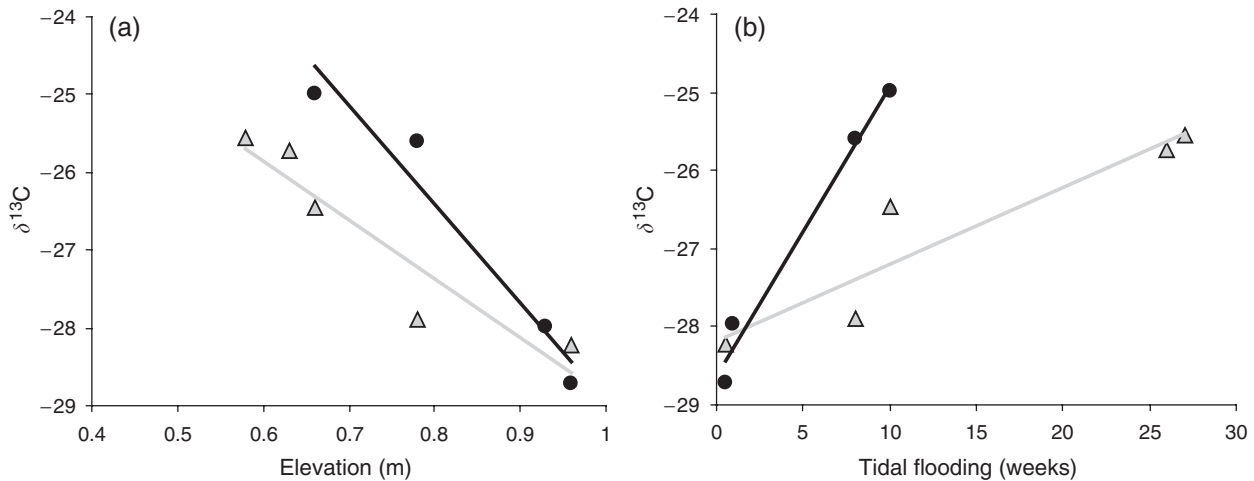 (a)
−24
−25
−26
−27
−28
−29
δ¹³C
0.4 0.5 0.6 0.7 0.8 0.9 1
Elevation (m)
(b)
−24
−25
−26
−27
−28
−29
δ¹³C
0 5 10 15 20 25 30
Tidal flooding (weeks)